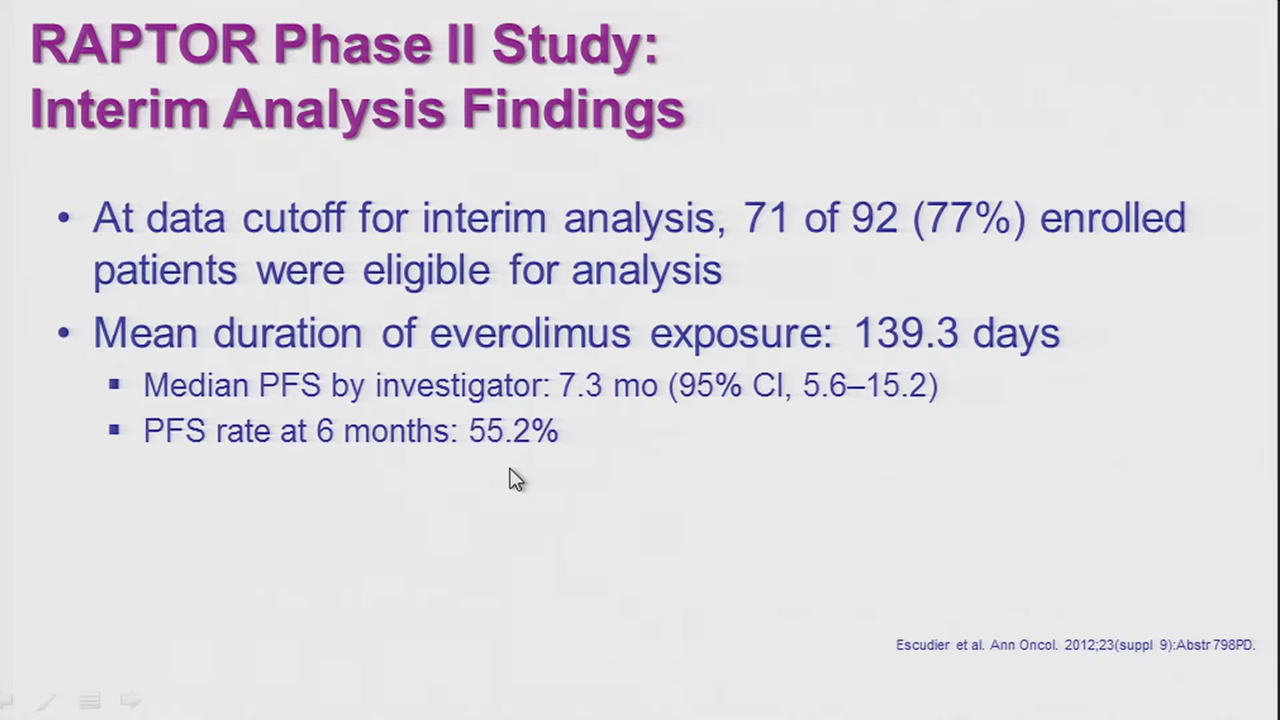 RAPTOR Phase II Study:
Interim Analysis Findings
• At data cutoff for interim analysis, 71 of 92 (77%) enrolled
patients were eligible for analysis
• Mean duration of everolimus exposure: 139.3 days
▪ Median PFS by investigator: 7.3 mo (95% CI, 5.6–15.2)
▪ PFS rate at 6 months: 55.2%
Escudier et al. Ann Oncol. 2012;23(suppl 9):Abstr 798PD.